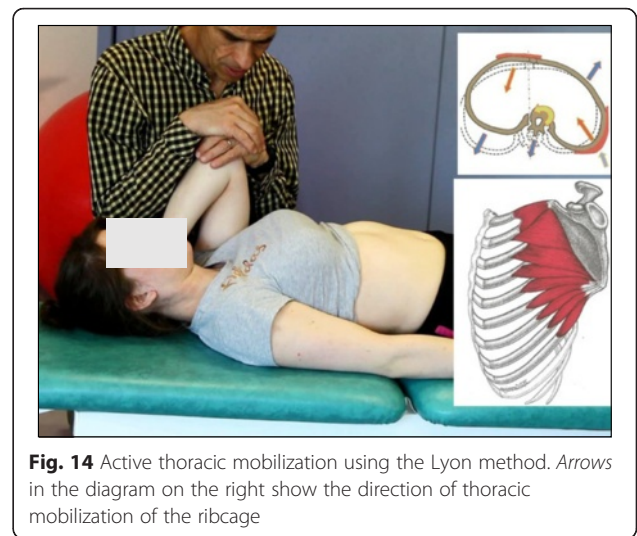 Fig. 14 Active thoracic mobilization using the Lyon method. Arrows
in the diagram on the right show the direction of thoracic
mobilization of the ribcage